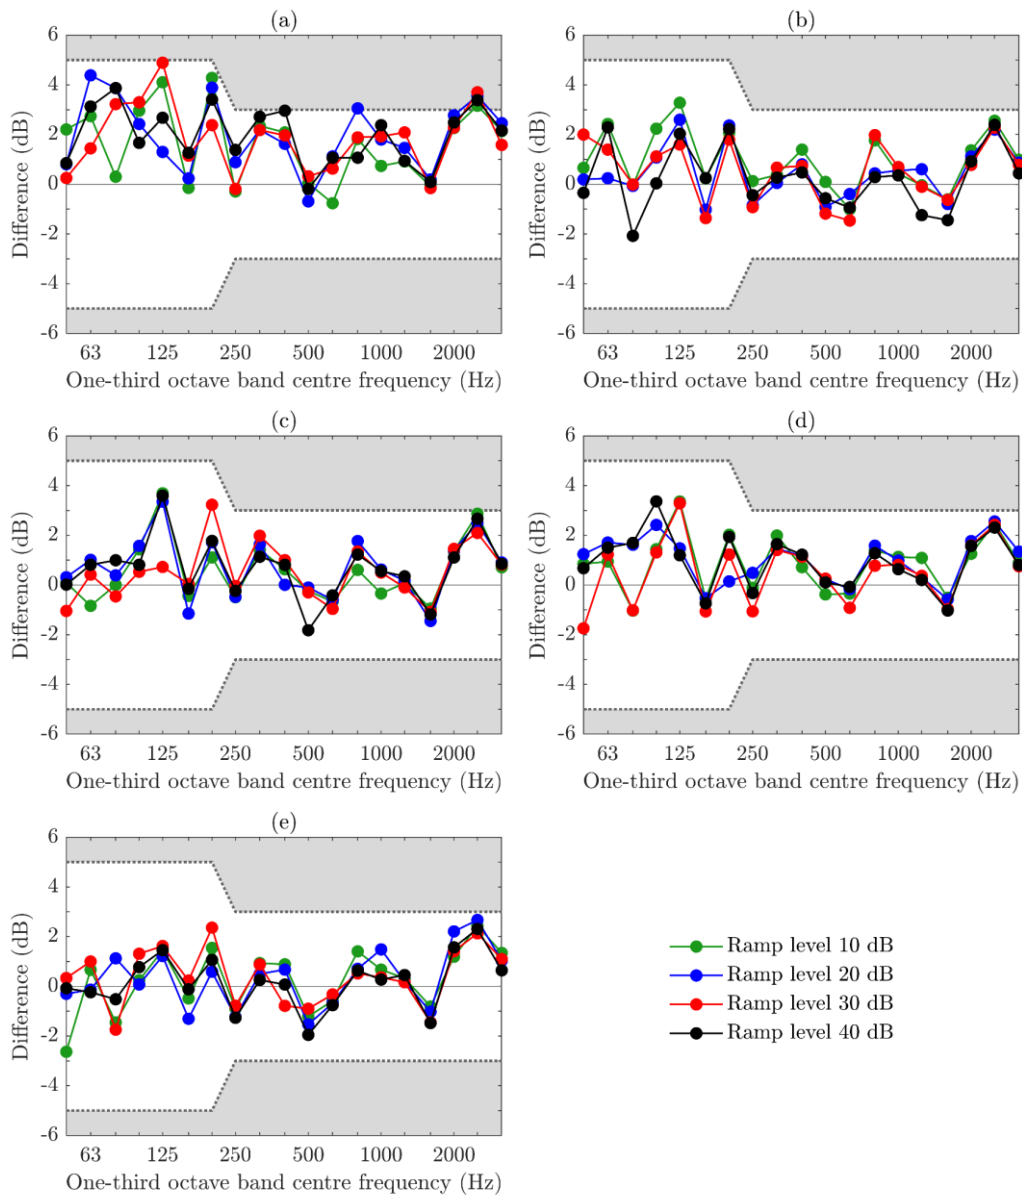 (a)
6
4
2
0
-2
-4
-6
Difference (dB)
63 125 250 500 1000 2000
One-third octave band centre frequency (Hz)
(b)
6
4
2
0
-2
-4
-6
Difference (dB)
63 125 250 500 1000 2000
One-third octave band centre frequency (Hz)
(c)
6
4
2
0
-2
-4
-6
Difference (dB)
63 125 250 500 1000 2000
One-third octave band centre frequency (Hz)
(d)
6
4
2
0
-2
-4
-6
Difference (dB)
63 125 250 500 1000 2000
One-third octave band centre frequency (Hz)
(e)
6
4
2
0
-2
-4
-6
Difference (dB)
63 125 250 500 1000 2000
One-third octave band centre frequency (Hz)
Ramp level 10 dB
Ramp level 20 dB
Ramp level 30 dB
Ramp level 40 dB